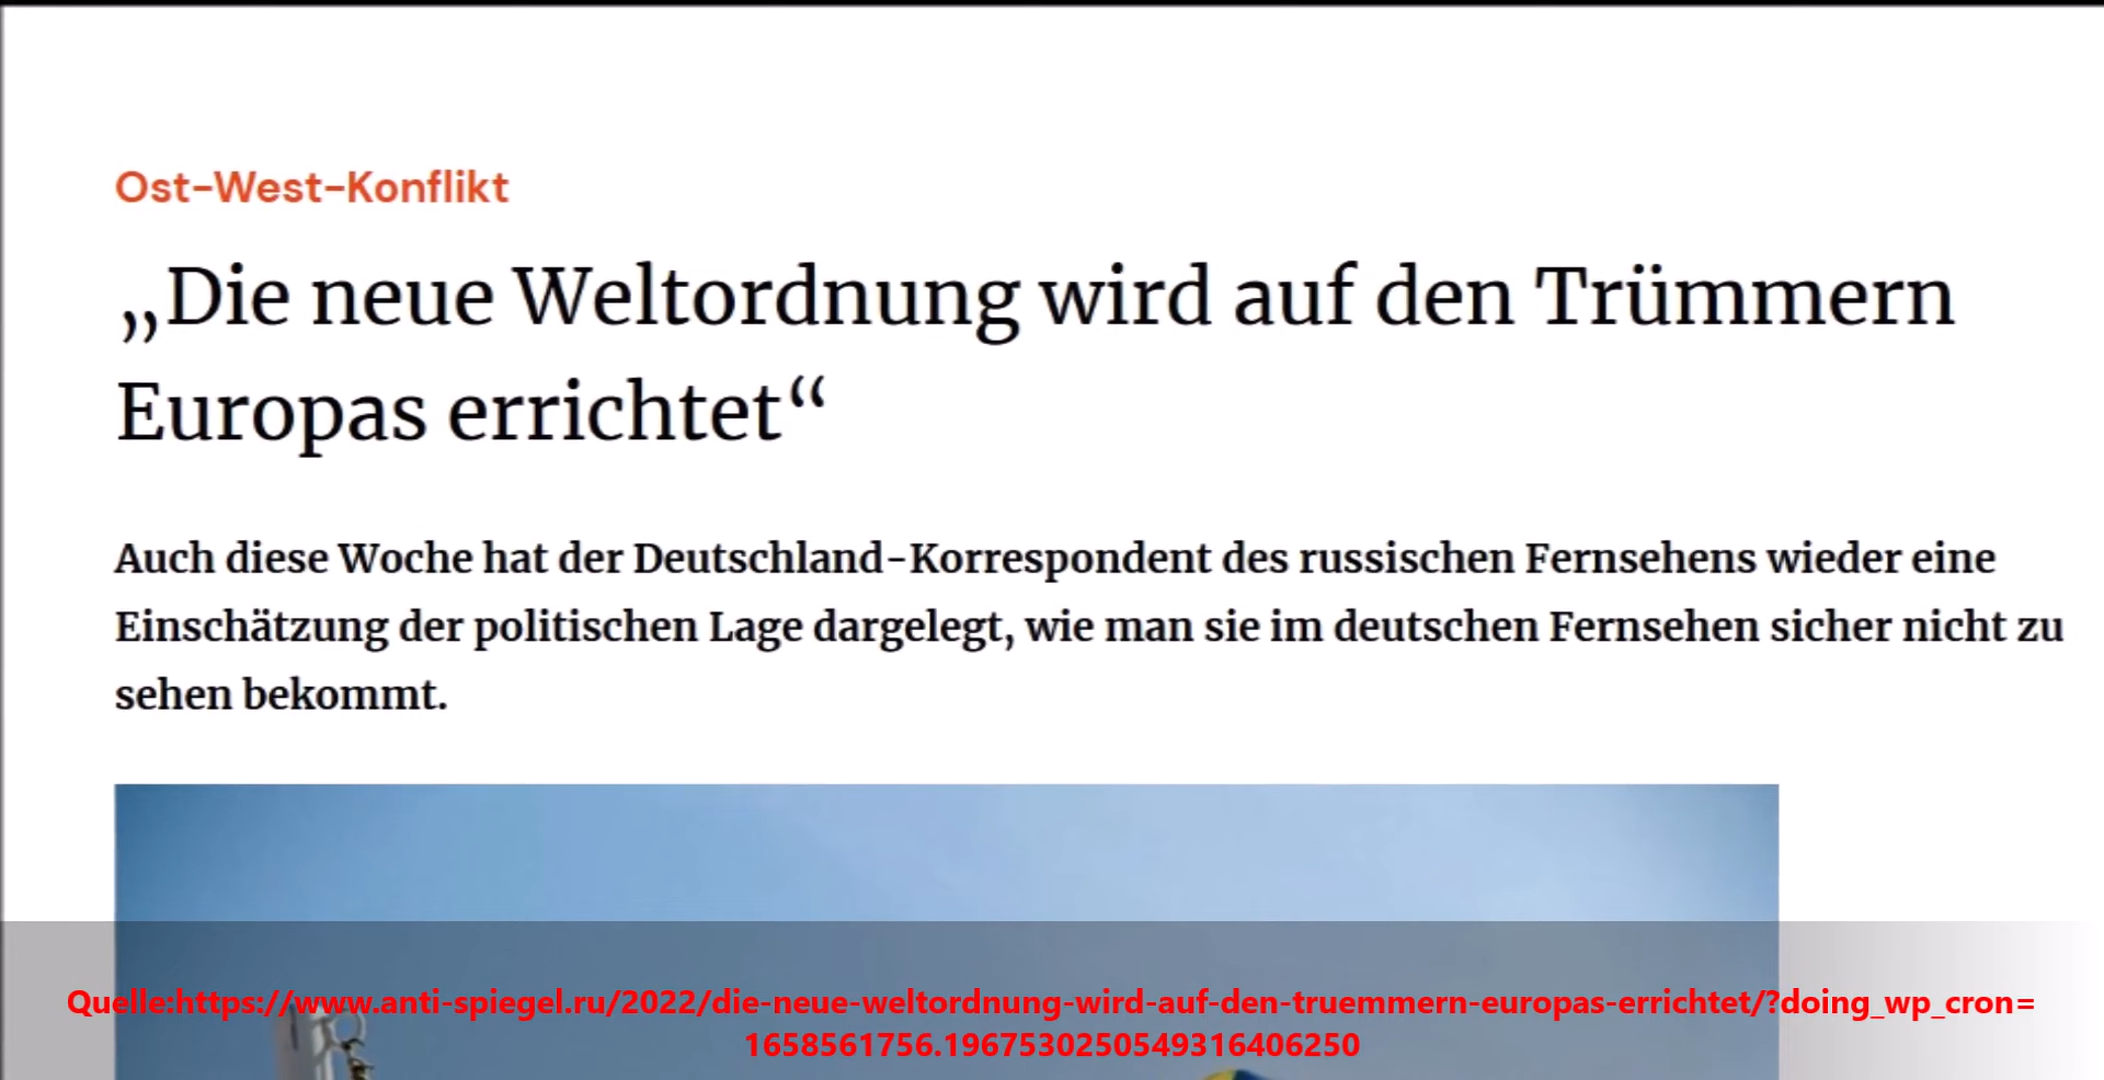 Ost-West-Konflikt
„Die neue Weltordnung wird auf den Trümmern
Europas errichtet“
Auch diese Woche hat der Deutschland-Korrespondent des russischen Fernsehens wieder eine
Einschätzung der politischen Lage dargelegt, wie man sie im deutschen Fernsehen sicher nicht zu
sehen bekommt.
Quelle:https://www.anti-spiegel.ru/2022/die-neue-weltordnung-wird-auf-den-truemmern-europas-errichtet/?doing_wp_cron=
1658561756.1967530250549316406250